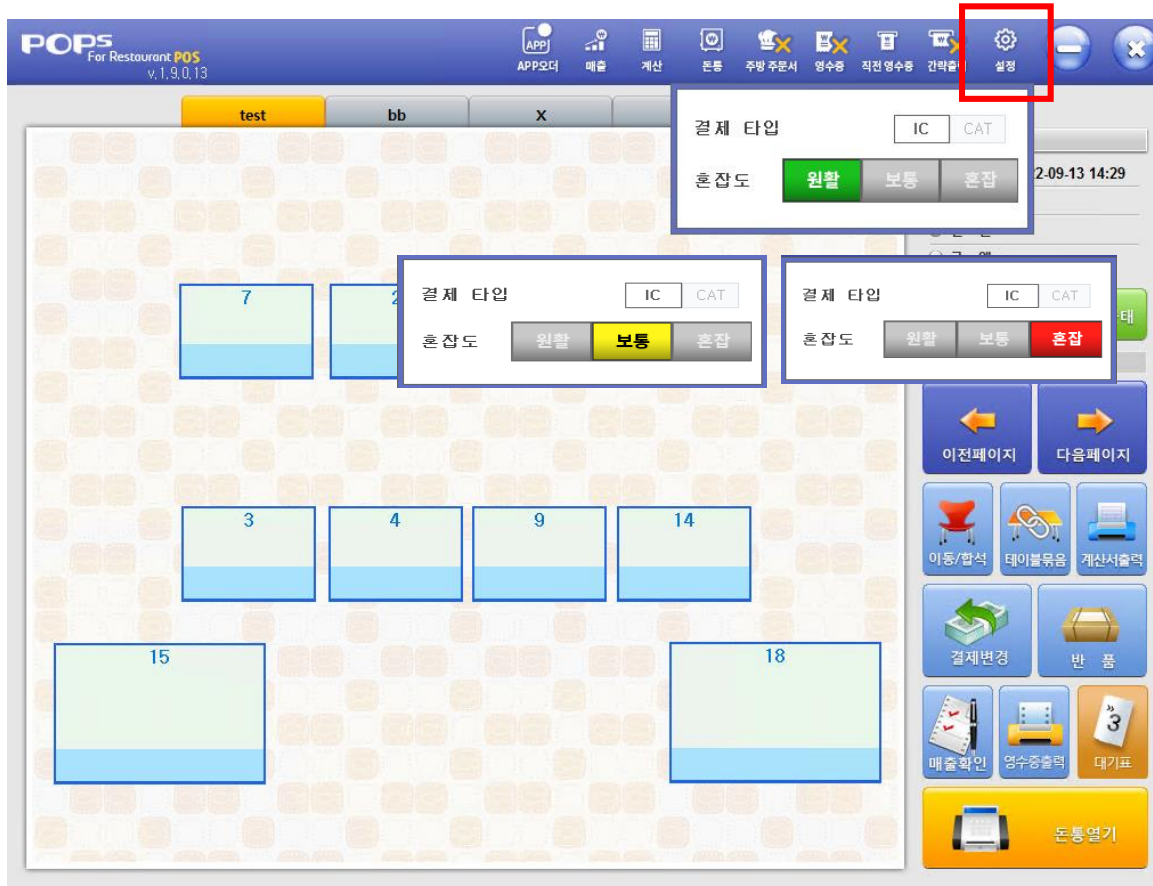 POPS
For Restaurant POS
v.1.9.0.13
APP
APP오더
매출
계산
돈통
주방 주문서
영수증
직전 영수증
간략출력
설정
test
bb
X
결제 타입
IC
CAT
혼잡도
원활
보통
혼잡
2-09-13 14:29
결제 타입
IC
CAT
혼잡도
원활
보통
혼잡
결제 타입
IC
CAT
혼잡도
원활
보통
혼잡
7
2
3
4
9
14
15
18
이전페이지
다음페이지
이동/합석
테이블묶음
계산서출력
결제변경
반 품
매출확인
영수증출력
3
대기표
돈통열기